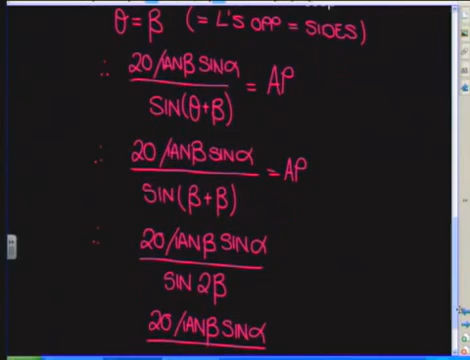 θ = β (= L'S OPP = SIDES)
∴ 20/TANβ SINα / SIN(θ+β) = AP
∴ 20/TANβ SINα / SIN(β+β) = AP
∴ 20/TANβ SINα / SIN 2β
20/TANβ SINα